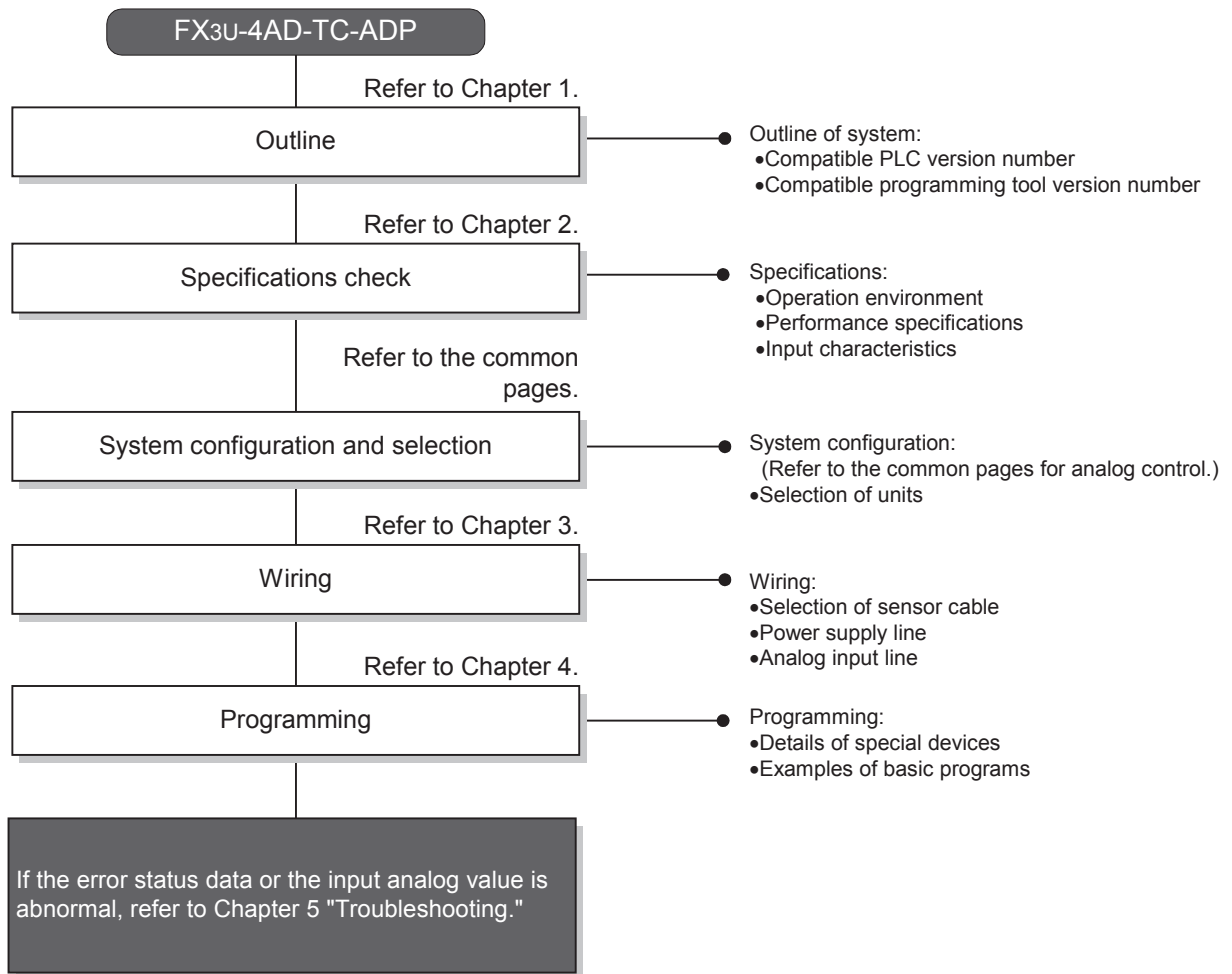 FX3U-4AD-TC-ADP
Refer to Chapter 1.
Outline
Outline of system:
•Compatible PLC version number
•Compatible programming tool version number
Refer to Chapter 2.
Specifications check
Specifications:
•Operation environment
•Performance specifications
•Input characteristics
Refer to the common
pages.
System configuration and selection
System configuration:
(Refer to the common pages for analog control.)
•Selection of units
Refer to Chapter 3.
Wiring
Wiring:
•Selection of sensor cable
•Power supply line
•Analog input line
Refer to Chapter 4.
Programming
Programming:
•Details of special devices
•Examples of basic programs
If the error status data or the input analog value is
abnormal, refer to Chapter 5 "Troubleshooting."